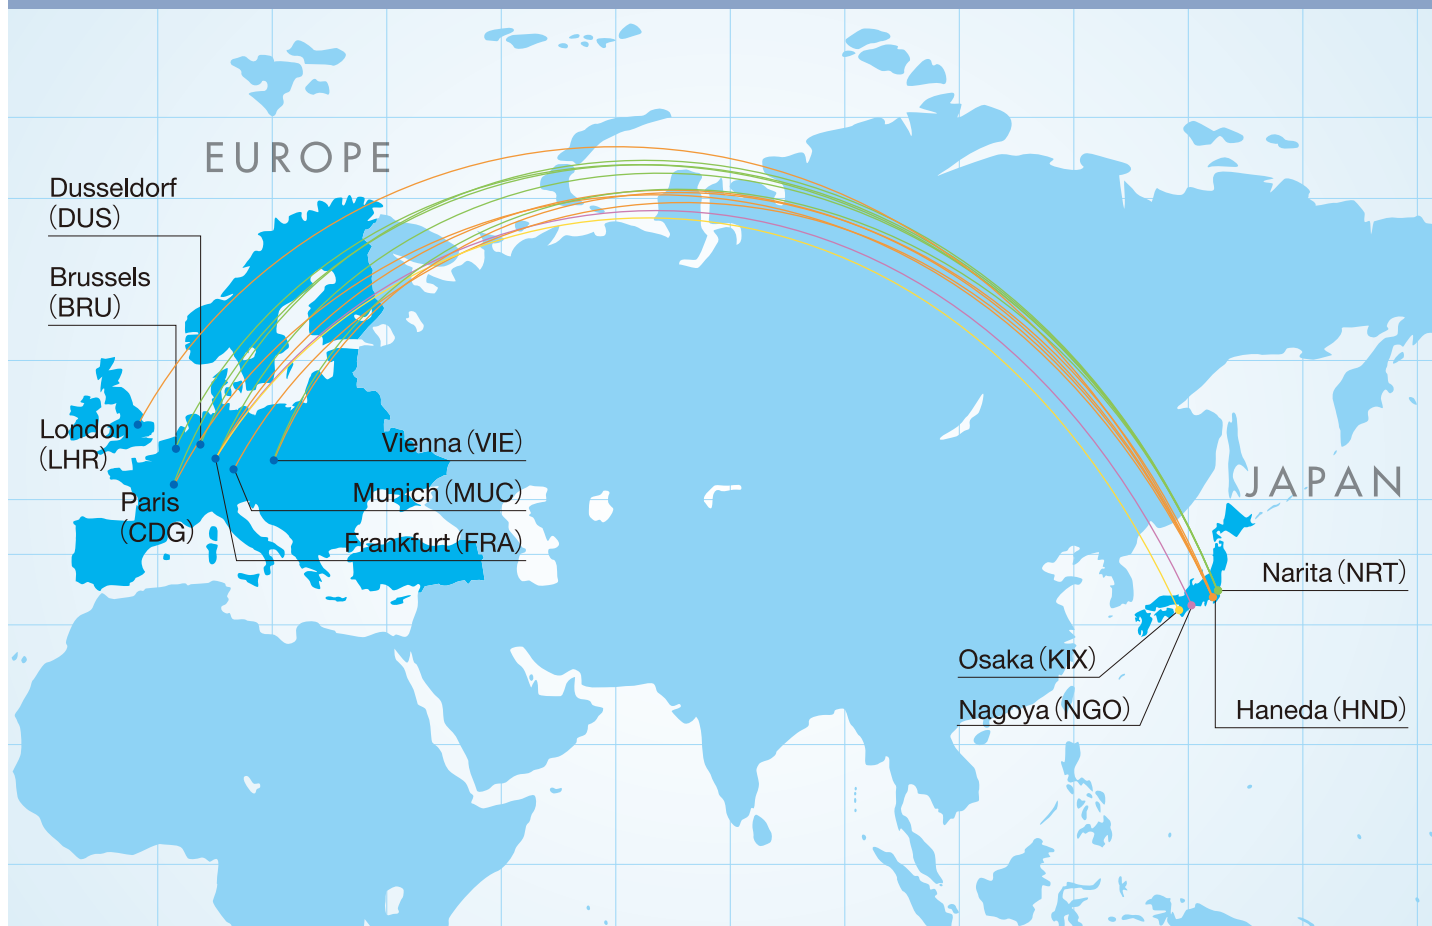 EUROPE
Dusseldorf
(DUS)
Brussels
(BRU)
London
(LHR)
Paris
(CDG)
Vienna (VIE)
Munich (MUC)
Frankfurt (FRA)
JAPAN
Narita (NRT)
Osaka (KIX)
Nagoya (NGO)
Haneda (HND)